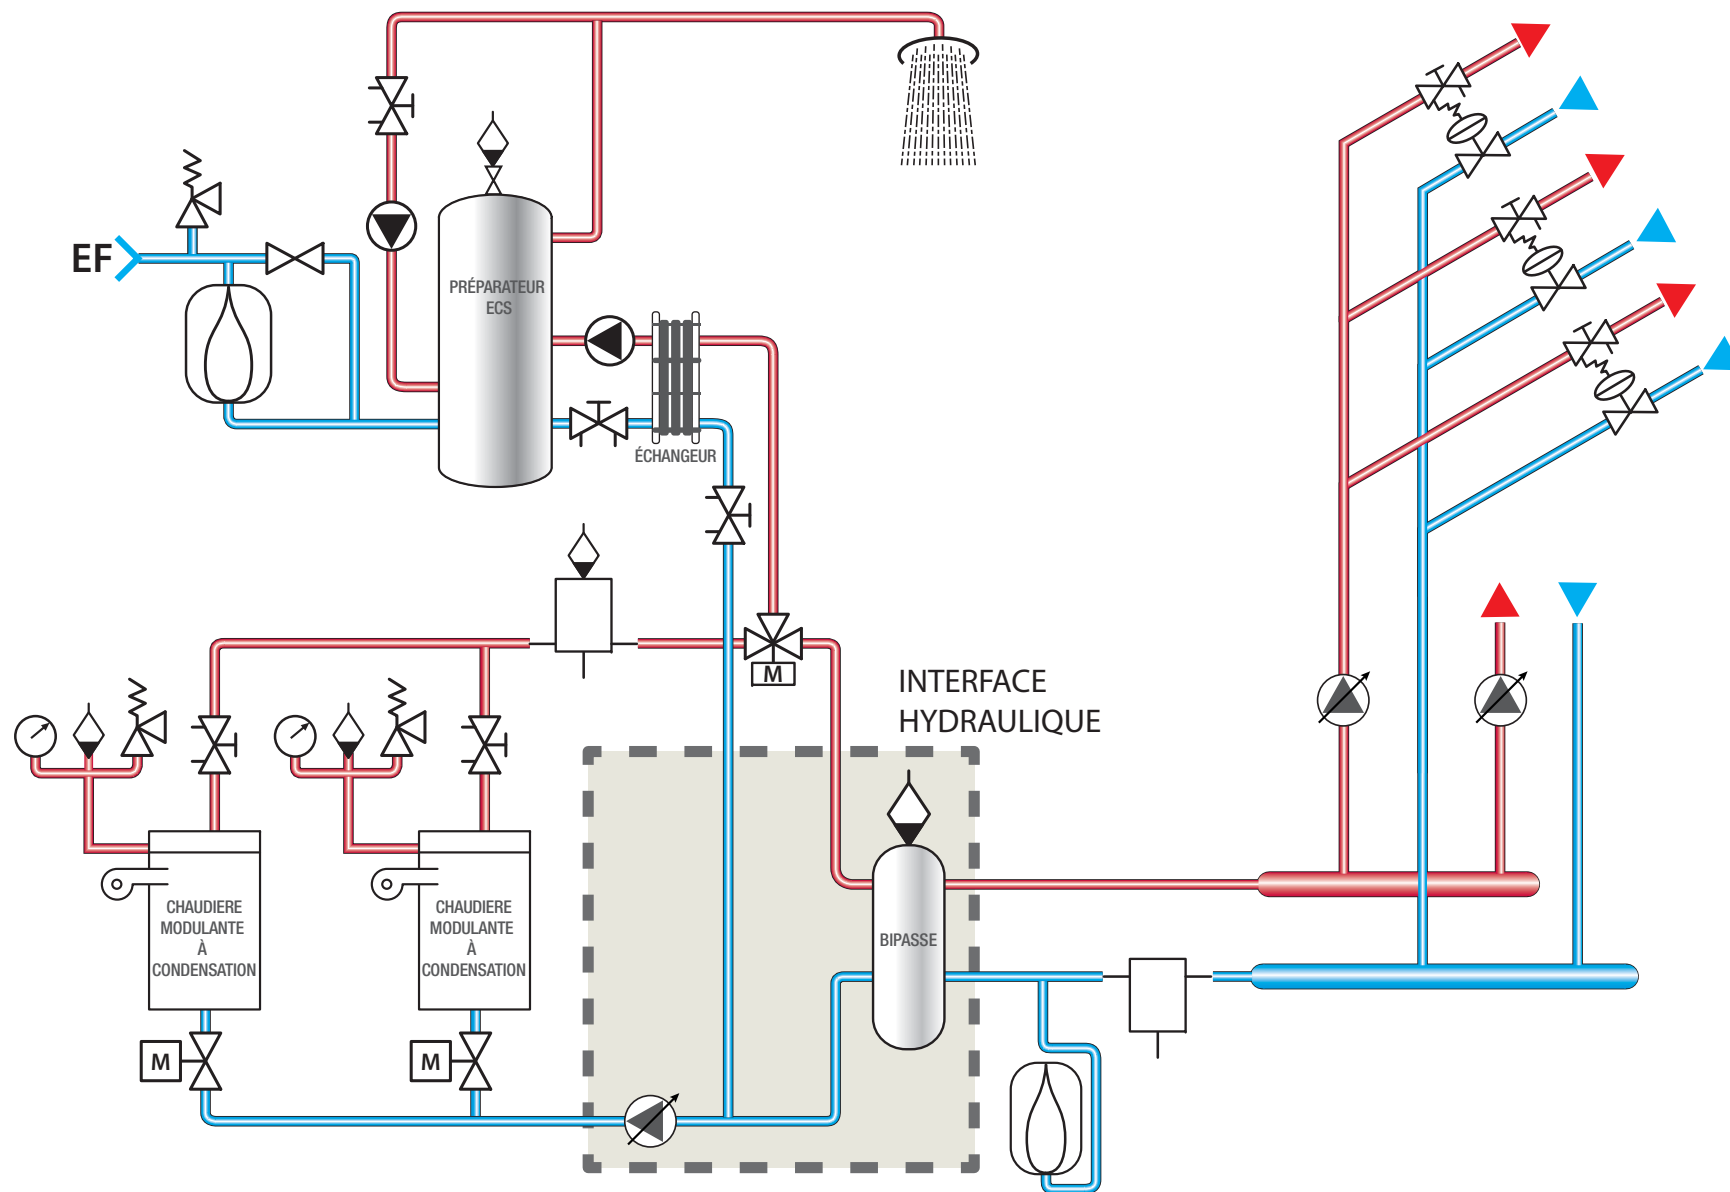 EF
PRÉPARATEUR
ECS
ÉCHANGEUR
M
INTERFACE
HYDRAULIQUE
CHAUDIERE
MODULANTE
À
CONDENSATION
CHAUDIERE
MODULANTE
À
CONDENSATION
BIPASSE
M
M